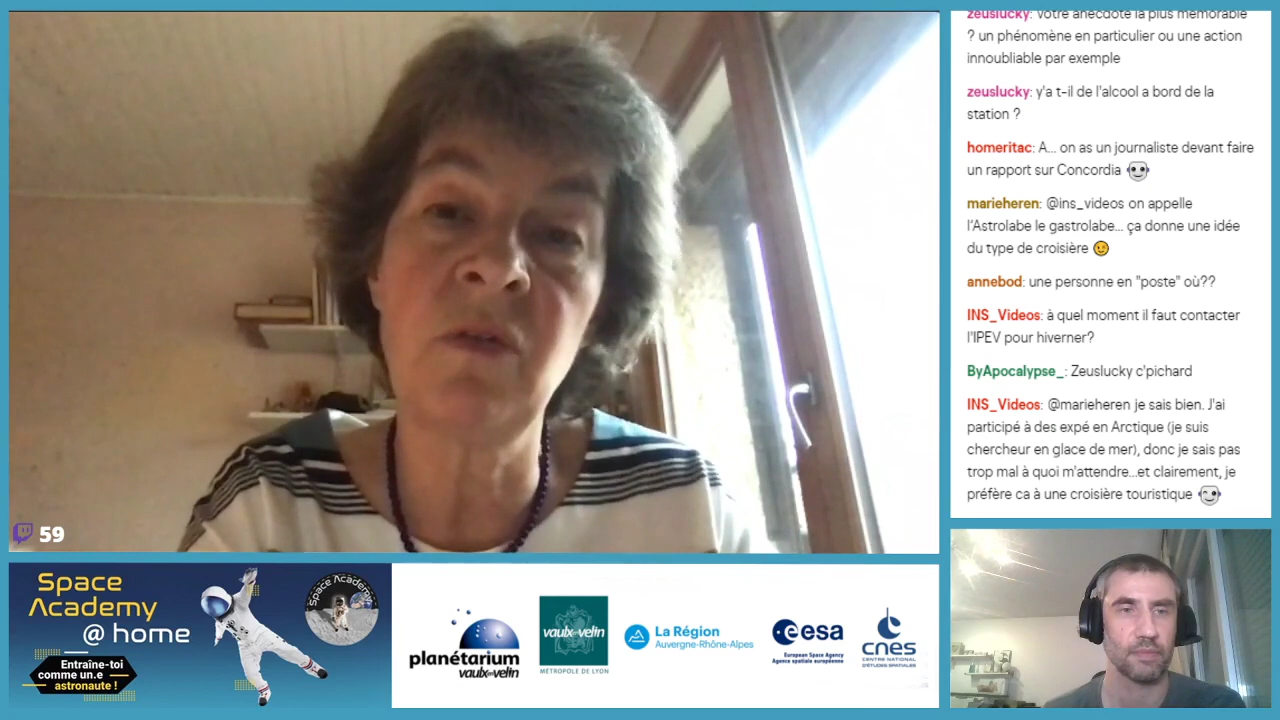 zeuslucky: votre anecdote la plus mémorable
? un phénomène en particulier ou une action
innoubliable par exemple
zeuslucky: y'a t-il de l'alcool a bord de la
station ?
homeritac: A... on as un journaliste devant faire
un rapport sur Concordia
marieheren: @ins_videos on appelle
l'Astrolabe le gastrolabe... ça donne une idée
du type de croisière
annebod: une personne en "poste" où??
INS_Videos: à quel moment il faut contacter
l'IPEV pour hiverner?
ByApocalypse_: Zeuslucky c'pichard
INS_Videos: @marieheren je sais bien. J'ai
participé à des expé en Arctique (je suis
chercheur en glace de mer), donc je sais pas
trop mal à quoi m'attendre...et clairement, je
préfère ca à une croisière touristique
59
Space
Academy
@ home
Entraîne-toi
comme un.e
astronaute !
Space Academy
planétarium
vaulx-en-velin
vaulx-en-velin
MÉTROPOLE DE LYON
La Région
Auvergne-Rhône-Alpes
esa
European Space Agency
Agence spatiale européenne
cnes
CENTRE NATIONAL
D'ÉTUDES SPATIALES